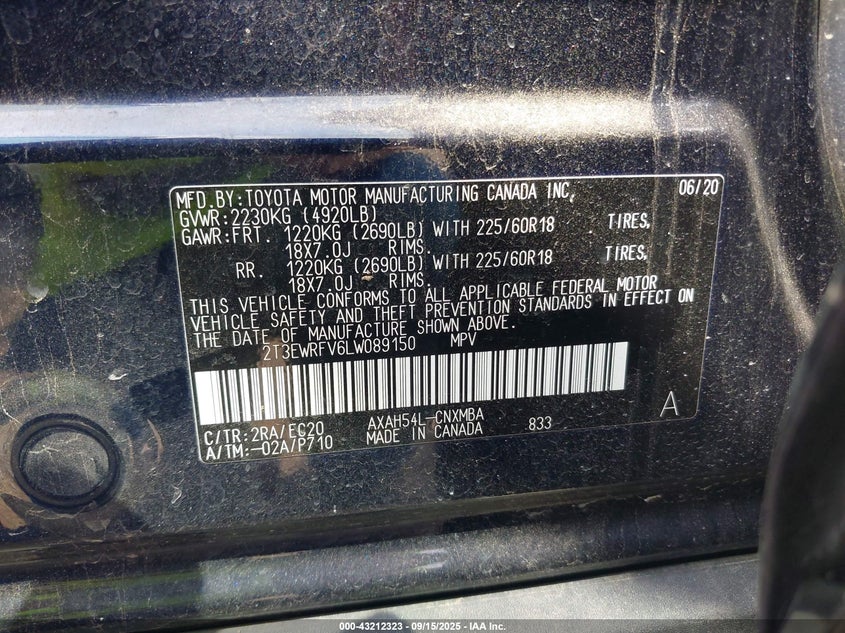 MFD.BY:TOYOTA MOTOR MANUFACTURING CANADA INC. 06/20
GVWR:2230KG (4920LB)
GAWR:FRT. 1220KG (2690LB) WITH 225/60R18 TIRES,
18X7.0J RIMS.
RR. 1220KG (2690LB) WITH 225/60R18 TIRES,
18X7.0J RIMS.
THIS VEHICLE CONFORMS TO ALL APPLICABLE FEDERAL MOTOR
VEHICLE SAFETY AND THEFT PREVENTION STANDARDS IN EFFECT ON
THE DATE OF MANUFACTURE SHOWN ABOVE.
2T3EWRFV6LW089150 MPV
C/TR:2RA/EC20 AXAH54L-CNXMBA 833 A
A/TM:-02A/P710 MADE IN CANADA
000-43212323 - 09/15/2025 - IAA Inc.